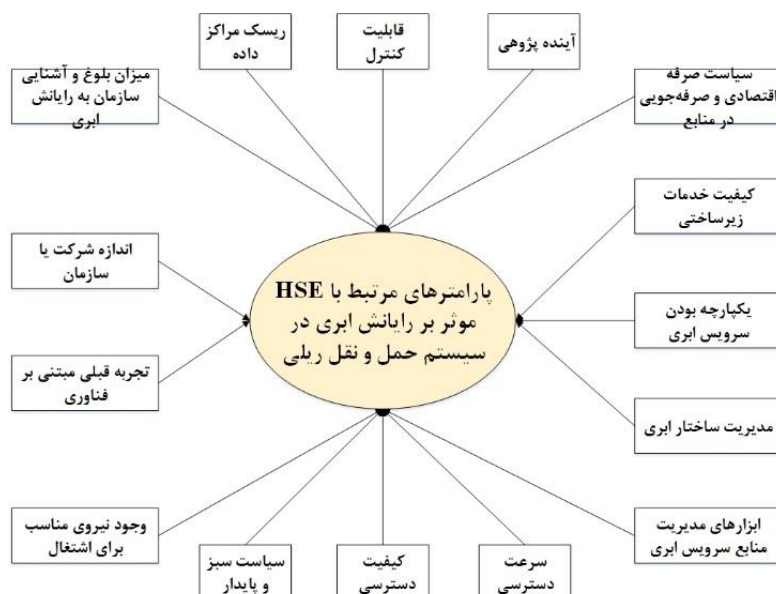 آینده پژوهی
قابلیت
کنترل
ریسک مراکز
داده
سیاست صرفه
اقتصادی و صرفه‌جویی
در منابع
میزان بلوغ و آشنایی
سازمان به رایانش
ابری
کیفیت خدمات
زیرساختی
اندازه شرکت یا
سازمان
پارامترهای مرتبط با HSE
موثر بر رایانش ابری در
سیستم حمل و نقل ریلی
یکپارچه بودن
سرویس ابری
تجربه قبلی مبتنی بر
فناوری
مدیریت ساختار ابری
ابزارهای مدیریت
منابع سرویس ابری
وجود نیروی مناسب
برای اشتغال
سرعت
دسترسی
کیفیت
دسترسی
سیاست سبز
و پایدار